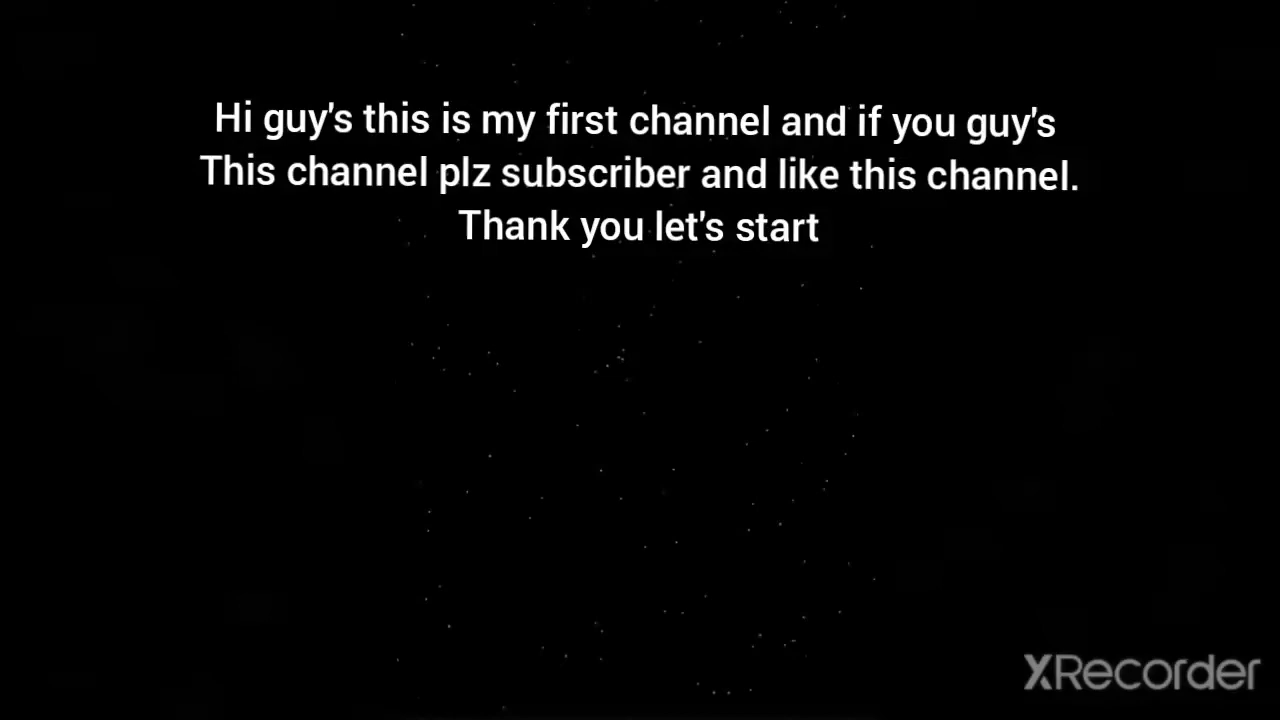 Hi guy's this is my first channel and if you guy's
This channel plz subscriber and like this channel.
Thank you let's start
XRecorder